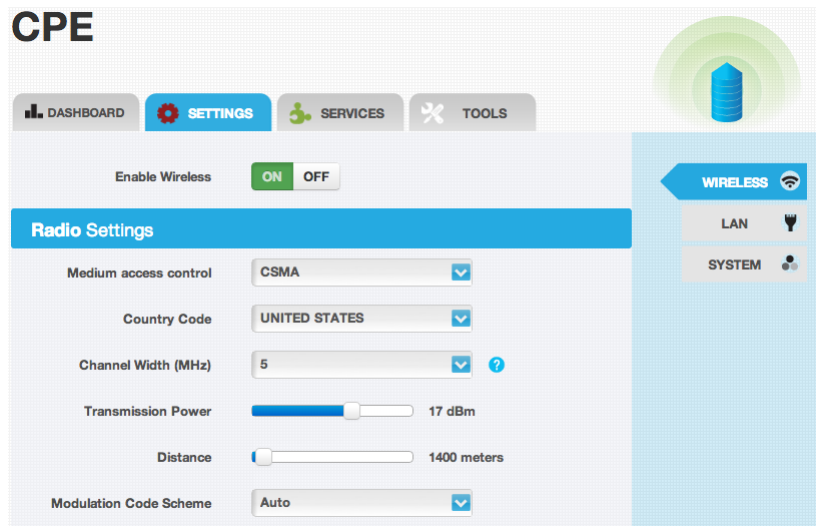 CPE
DASHBOARD
SETTINGS
SERVICES
TOOLS
Enable Wireless
ON OFF
Radio Settings
Medium access control CSMA
Country Code UNITED STATES
Channel Width (MHz) 5 ?
Transmission Power 17 dBm
Distance 1400 meters
Modulation Code Scheme Auto
WIRELESS
LAN
SYSTEM